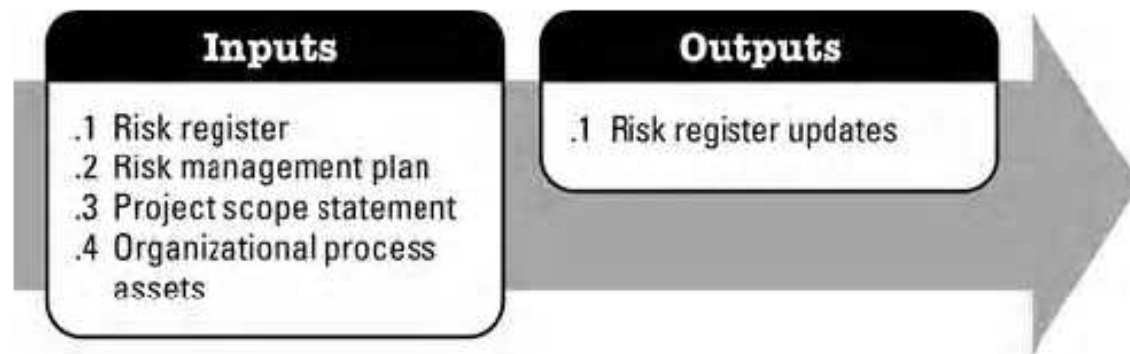 Inputs
.1 Risk register
.2 Risk management plan
.3 Project scope statement
.4 Organizational process
assets
Outputs
.1 Risk register updates